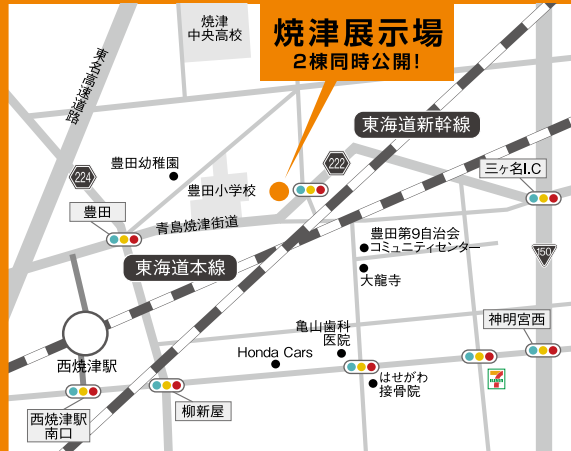 焼津
中央高校
焼津展示場
2棟同時公開!
東名高速道路
東海道新幹線
豊田幼稚園
224
222
三ヶ名I.C
豊田小学校
豊田
青島焼津街道
豊田第9自治会
コミュニティセンター
150
東海道本線
大龍寺
神明宮西
亀山歯科
医院
Honda Cars
西焼津駅
はせがわ
接骨院
西焼津駅
南口
柳新屋